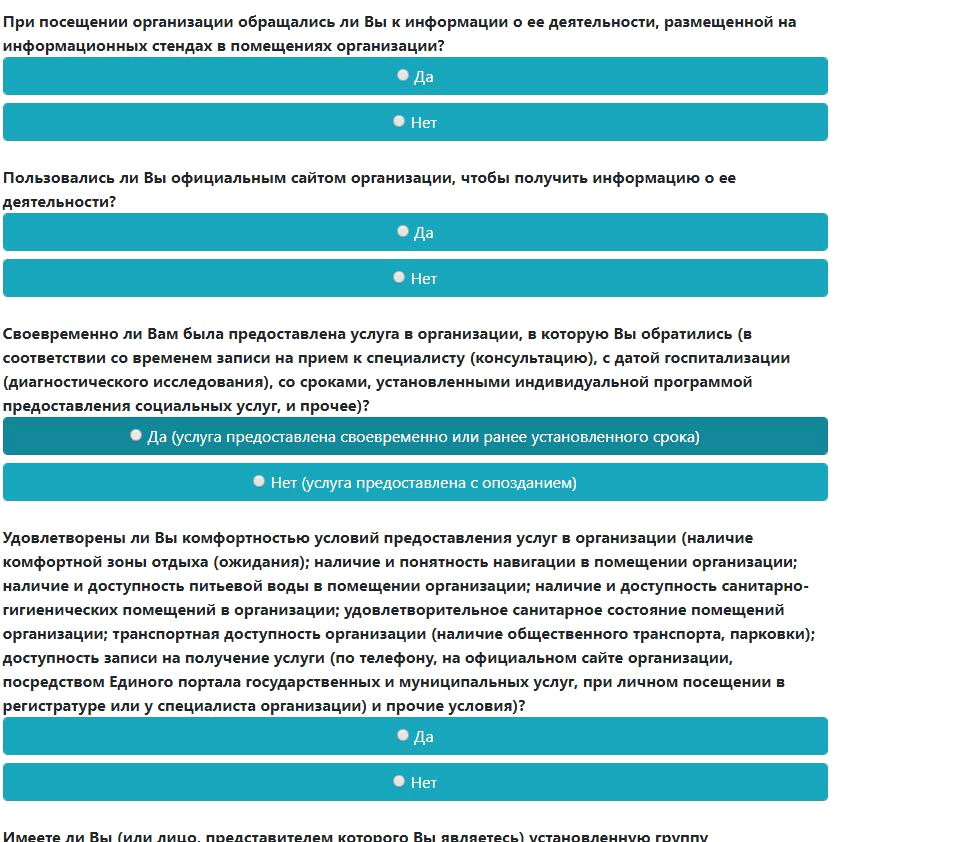 При посещении организации обращались ли Вы к информации о ее деятельности, размещенной на
информационных стендах в помещениях организации?
Да
Нет
Пользовались ли Вы официальным сайтом организации, чтобы получить информацию о ее
деятельности?
Да
Нет
Своевременно ли Вам была предоставлена услуга в организации, в которую Вы обратились (в
соответствии со временем записи на прием к специалисту (консультацию), с датой госпитализации
(диагностического исследования), со сроками, установленными индивидуальной программой
предоставления социальных услуг, и прочее)?
Да (услуга предоставлена своевременно или ранее установленного срока)
Нет (услуга предоставлена с опозданием)
Удовлетворены ли Вы комфортностью условий предоставления услуг в организации (наличие
комфортной зоны отдыха (ожидания); наличие и понятность навигации в помещении организации;
наличие и доступность питьевой воды в помещении организации; наличие и доступность санитарно-
гигиенических помещений в организации; удовлетворительное санитарное состояние помещений
организации; транспортная доступность организации (наличие общественного транспорта, парковки);
доступность записи на получение услуги (по телефону, на официальном сайте организации,
посредством Единого портала государственных и муниципальных услуг, при личном посещении в
регистратуре или у специалиста организации) и прочие условия)?
Да
Нет
Имеете ли Вы (или лицо, представителем которого Вы являетесь) установленную группу